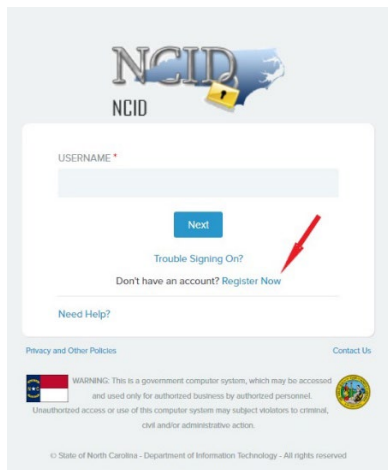 NCID
NCID
USERNAME *
Next
Trouble Signing On?
Don't have an account? Register Now
Need Help?
Privacy and Other Policies
Contact Us
WARNING: This is a government computer system, which may be accessed
and used only for authorized business by authorized personnel.
Unauthorized access or use of this computer system may subject violators to criminal,
civil and/or administrative action.
© State of North Carolina - Department of Information Technology - All rights reserved